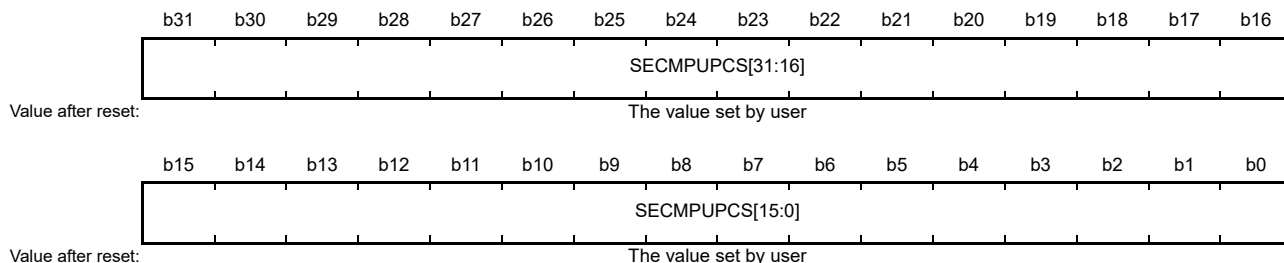 b31 b30 b29 b28 b27 b26 b25 b24 b23 b22 b21 b20 b19 b18 b17 b16
SECMPUPCS[31:16]
Value after reset: The value set by user
b15 b14 b13 b12 b11 b10 b9 b8 b7 b6 b5 b4 b3 b2 b1 b0
SECMPUPCS[15:0]
Value after reset: The value set by user